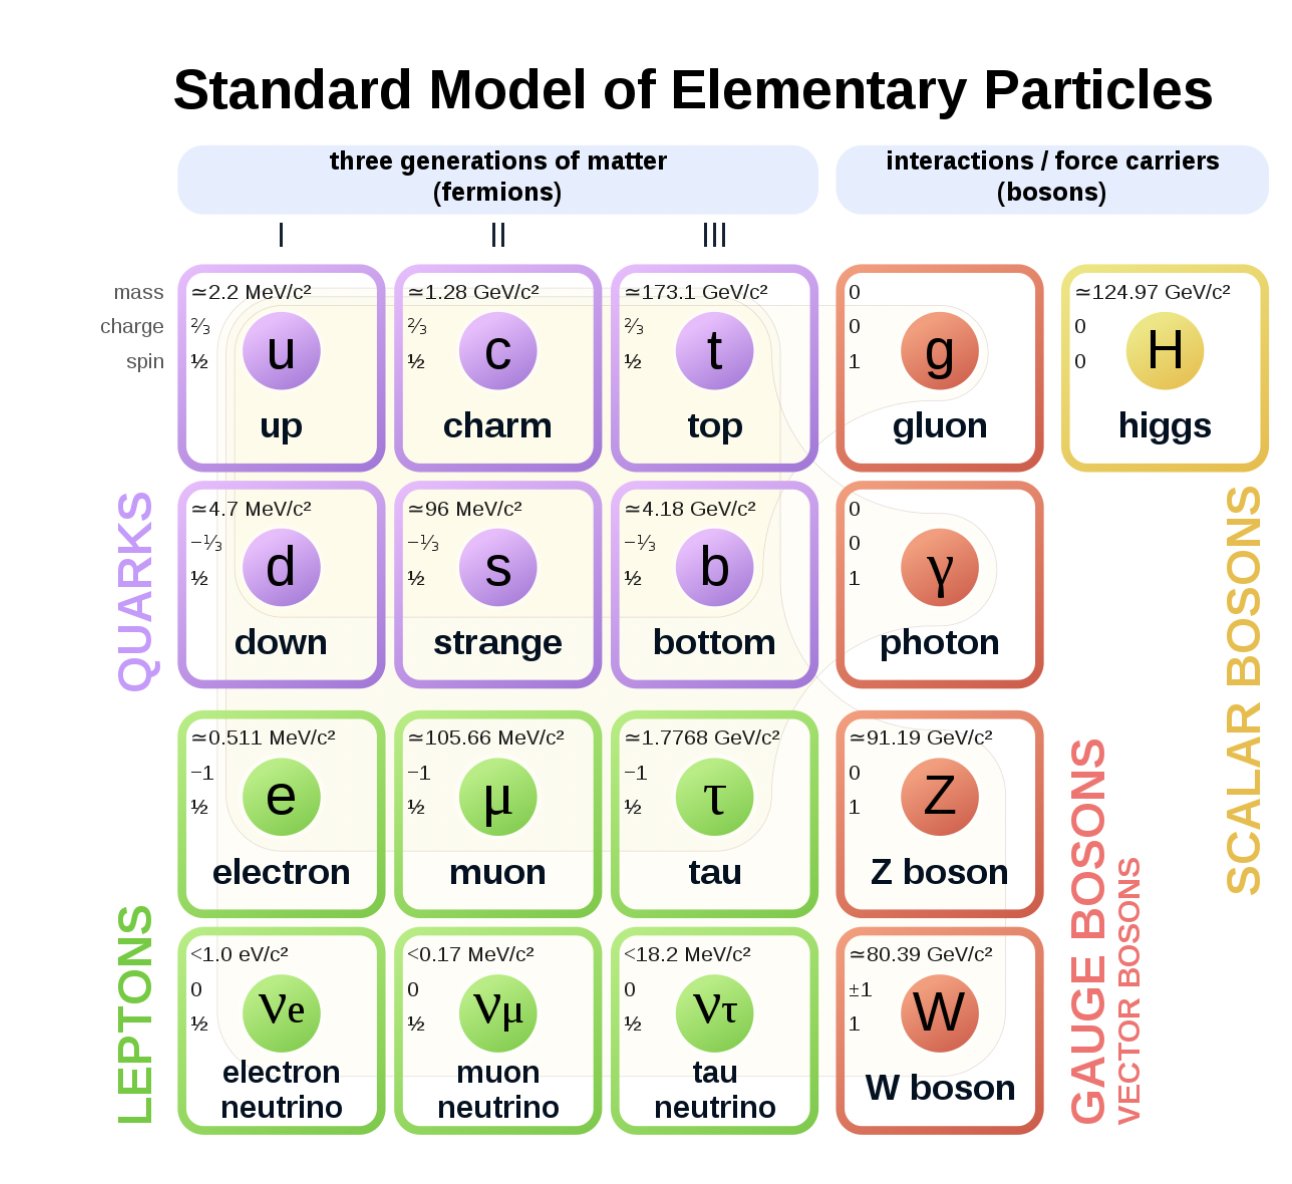 Standard Model of Elementary Particles
three generations of matter
(fermions)
interactions / force carriers
(bosons)
I II III
mass ≃2.2 MeV/c² ≃1.28 GeV/c² ≃173.1 GeV/c² 0 ≃124.97 GeV/c²
charge ⅔ ⅔ ⅔ 0 0
spin ½ ½ ½ 1 0
u c t g H
up charm top gluon higgs
QUARKS
≃4.7 MeV/c² ≃96 MeV/c² ≃4.18 GeV/c² 0
−⅓ −⅓ −⅓ 0
½ ½ ½ 1
d s b γ
down strange bottom photon
SCALAR BOSONS
≃0.511 MeV/c² ≃105.66 MeV/c² ≃1.7768 GeV/c² ≃91.19 GeV/c²
−1 −1 −1 0
½ ½ ½ 1
e μ τ Z
electron muon tau Z boson
LEPTONS
GAUGE BOSONS
VECTOR BOSONS
<1.0 eV/c² <0.17 MeV/c² <18.2 MeV/c² ≃80.39 GeV/c²
0 0 0 ±1
½ ½ ½ 1
νe νμ ντ W
electron muon tau W boson
neutrino neutrino neutrino